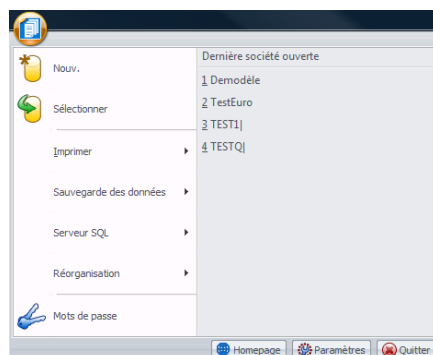 Nouv.
Sélectionner
Imprimer
Sauvegarde des données
Serveur SQL
Réorganisation
Mots de passe
Dernière société ouverte
1 Demodèle
2 TestEuro
3 TEST1|
4 TESTQ|
Homepage Paramètres Quitter